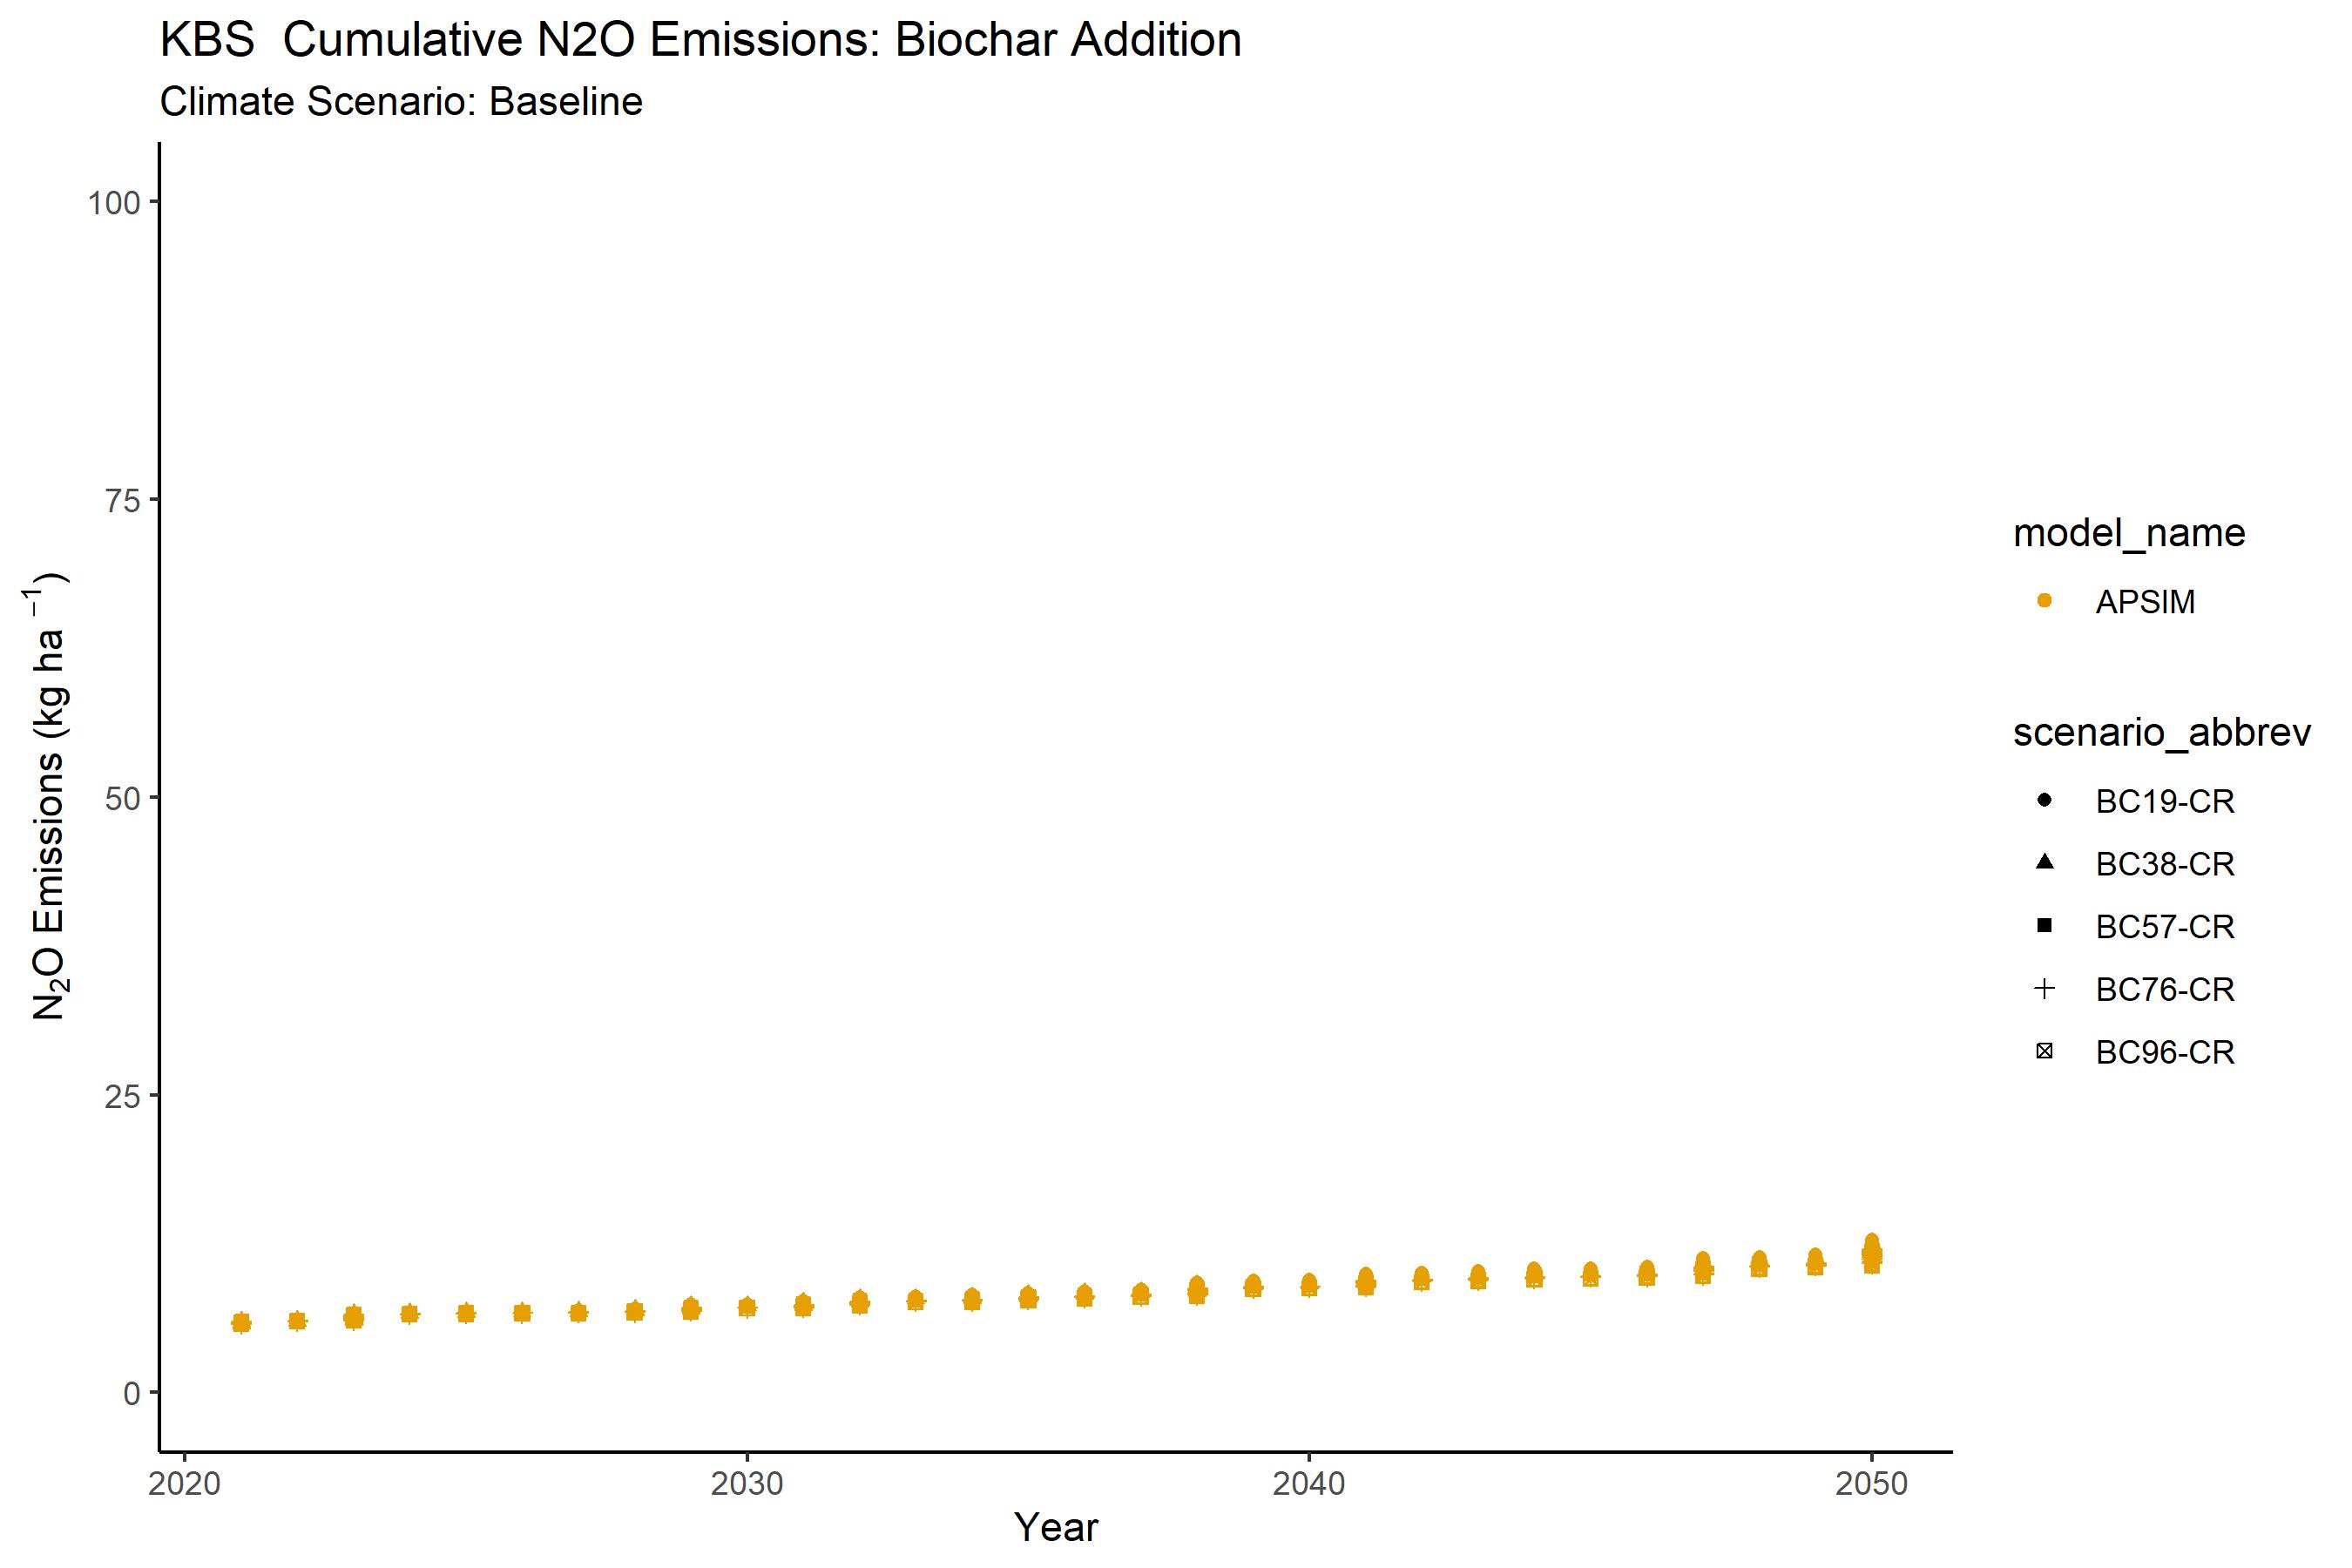 KBS  Cumulative N2O Emissions: Biochar Addition
Climate Scenario: Baseline
N₂O Emissions (kg ha ⁻¹)
100
75
50
25
0
2020
2030
2040
2050
Year
model_name
APSIM
scenario_abbrev
BC19-CR
BC38-CR
BC57-CR
BC76-CR
BC96-CR